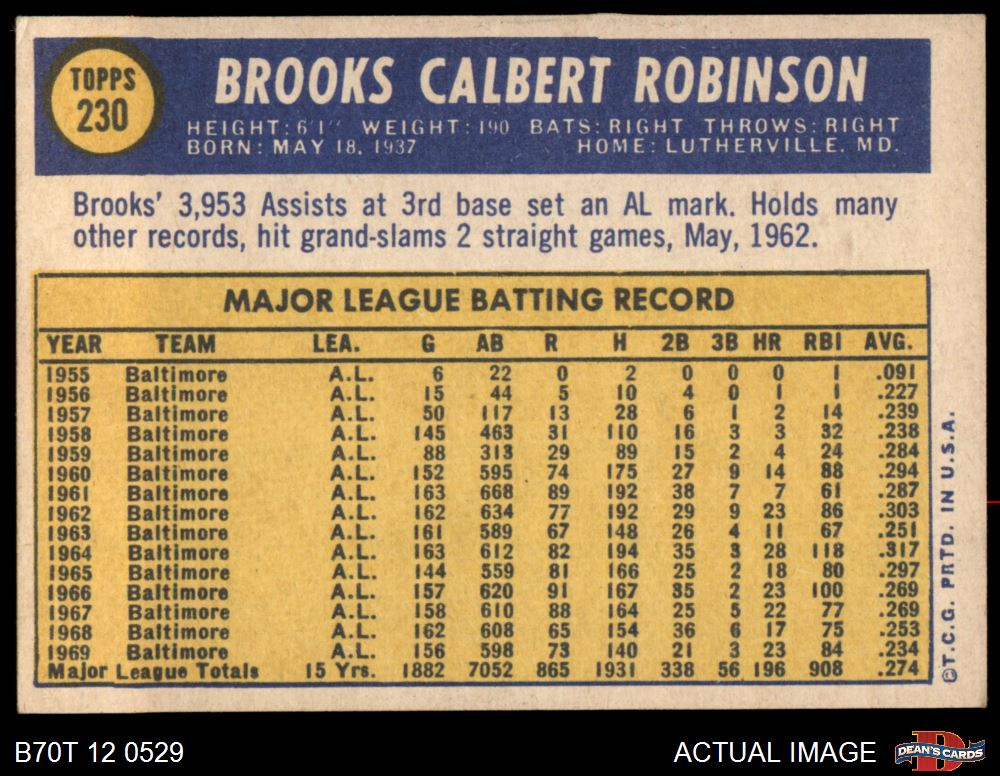 TOPPS
230
BROOKS CALBERT ROBINSON
HEIGHT: 6'1" WEIGHT: 190 BATS: RIGHT THROWS: RIGHT
BORN: MAY 18, 1937 HOME: LUTHERVILLE, MD.
Brooks' 3,953 Assists at 3rd base set an AL mark. Holds many
other records, hit grand-slams 2 straight games, May, 1962.
MAJOR LEAGUE BATTING RECORD
YEAR TEAM LEA. G AB R H 2B 3B HR RBI AVG.
1955 Baltimore A.L. 6 22 0 2 0 0 0 1 .091
1956 Baltimore A.L. 15 44 5 10 4 0 1 1 .227
1957 Baltimore A.L. 50 117 13 28 6 1 2 14 .239
1958 Baltimore A.L. 145 463 31 110 16 3 3 32 .238
1959 Baltimore A.L. 88 313 29 89 15 2 4 24 .284
1960 Baltimore A.L. 152 595 74 175 27 9 14 88 .294
1961 Baltimore A.L. 163 668 89 192 38 7 7 61 .287
1962 Baltimore A.L. 162 634 77 192 29 9 23 86 .303
1963 Baltimore A.L. 161 589 67 148 26 4 11 67 .251
1964 Baltimore A.L. 163 612 82 194 35 3 28 118 .317
1965 Baltimore A.L. 144 559 81 166 25 2 18 80 .297
1966 Baltimore A.L. 157 620 91 167 35 2 23 100 .269
1967 Baltimore A.L. 158 610 88 164 25 5 22 77 .269
1968 Baltimore A.L. 162 608 65 154 36 6 17 75 .253
1969 Baltimore A.L. 156 598 73 140 21 3 23 84 .234
Major League Totals 15 Yrs. 1882 7052 865 1931 338 56 196 908 .274
©T.C.G. PRTD. IN U.S.A.
B70T 12 0529
ACTUAL IMAGE
DEAN'S CARDS